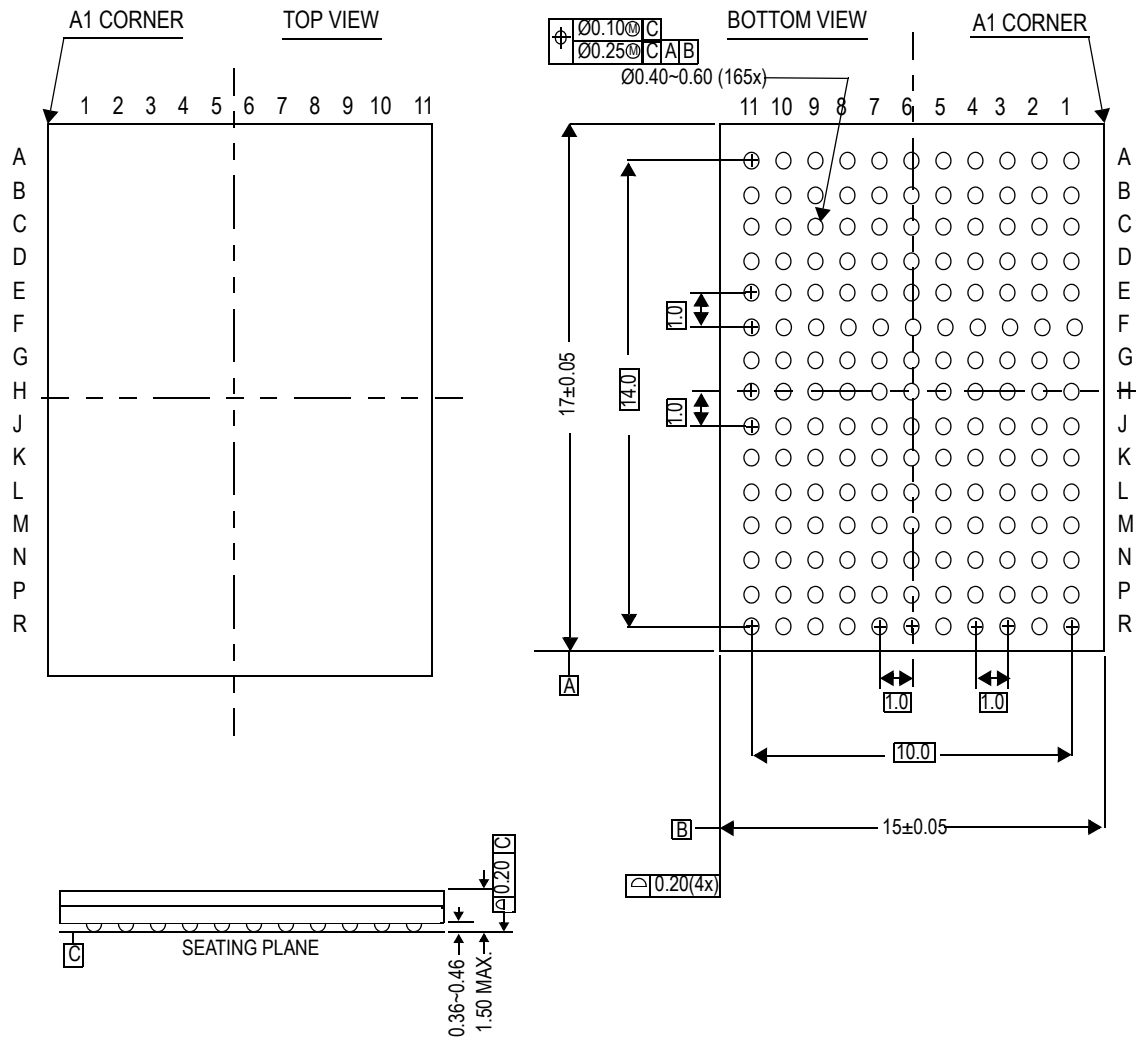 A1 CORNER
TOP VIEW
BOTTOM VIEW
A1 CORNER
Ø0.10Ⓜ C
Ø0.25Ⓜ C A B
Ø0.40~0.60 (165x)
1 2 3 4 5 6 7 8 9 10 11
11 10 9 8 7 6 5 4 3 2 1
A
B
C
D
E
F
G
H
J
K
L
M
N
P
R
17±0.05
14.0
1.0
1.0
A
B
C
D
E
F
G
H
J
K
L
M
N
P
R
A
1.0
1.0
10.0
B
15±0.05
0.20(4x)
0.20 C
C
SEATING PLANE
0.36~0.46
1.50 MAX.